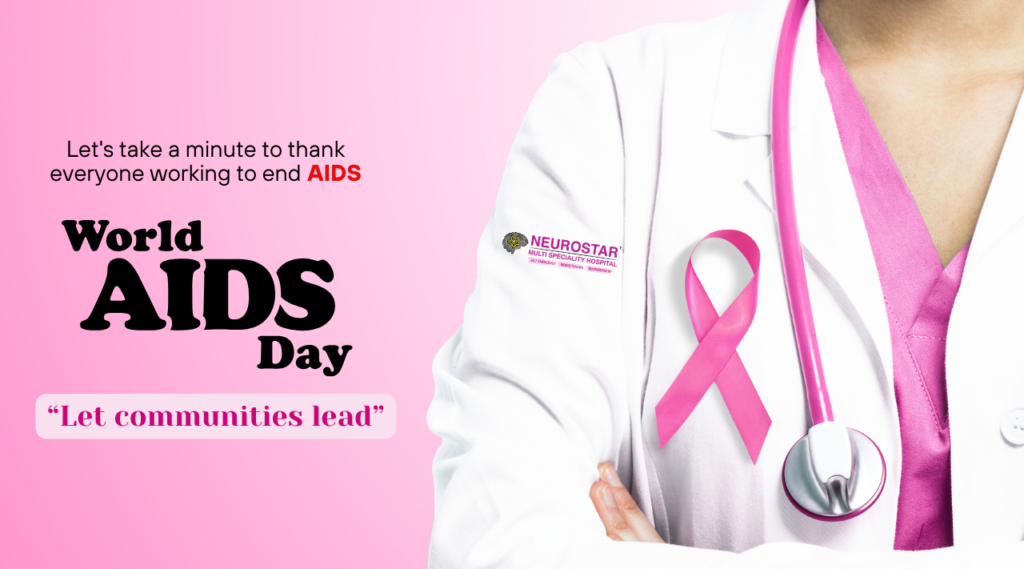 Let's take a minute to thank
everyone working to end AIDS
World
AIDS
Day
“Let communities lead”
NEUROSTAR
MULTI SPECIALITY HOSPITAL